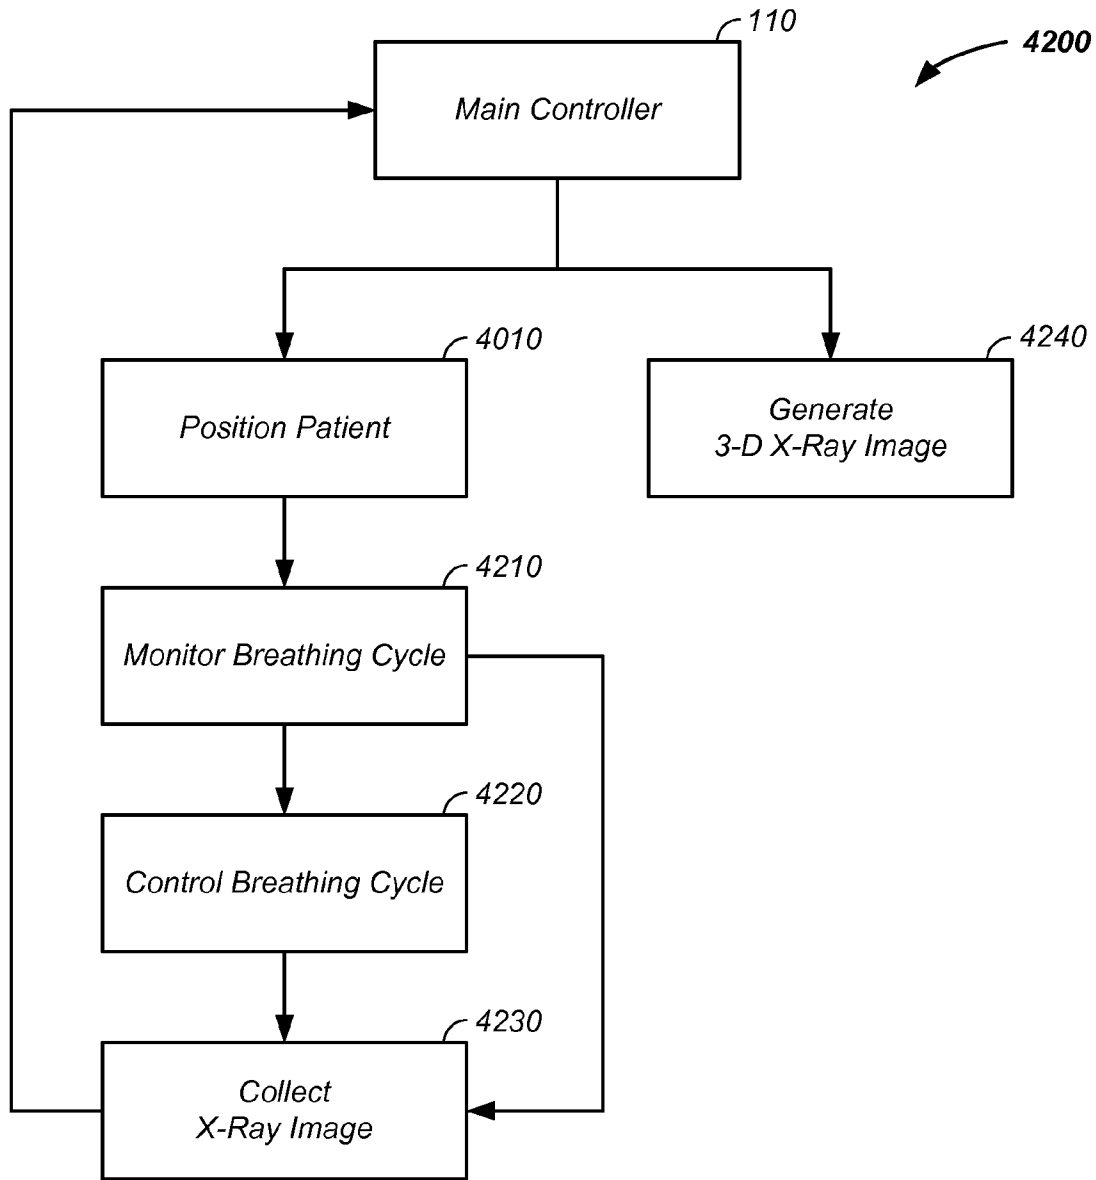 110
4200
Main Controller
4010
4240
Position Patient
Generate
3-D X-Ray Image
4210
Monitor Breathing Cycle
4220
Control Breathing Cycle
4230
Collect
X-Ray Image